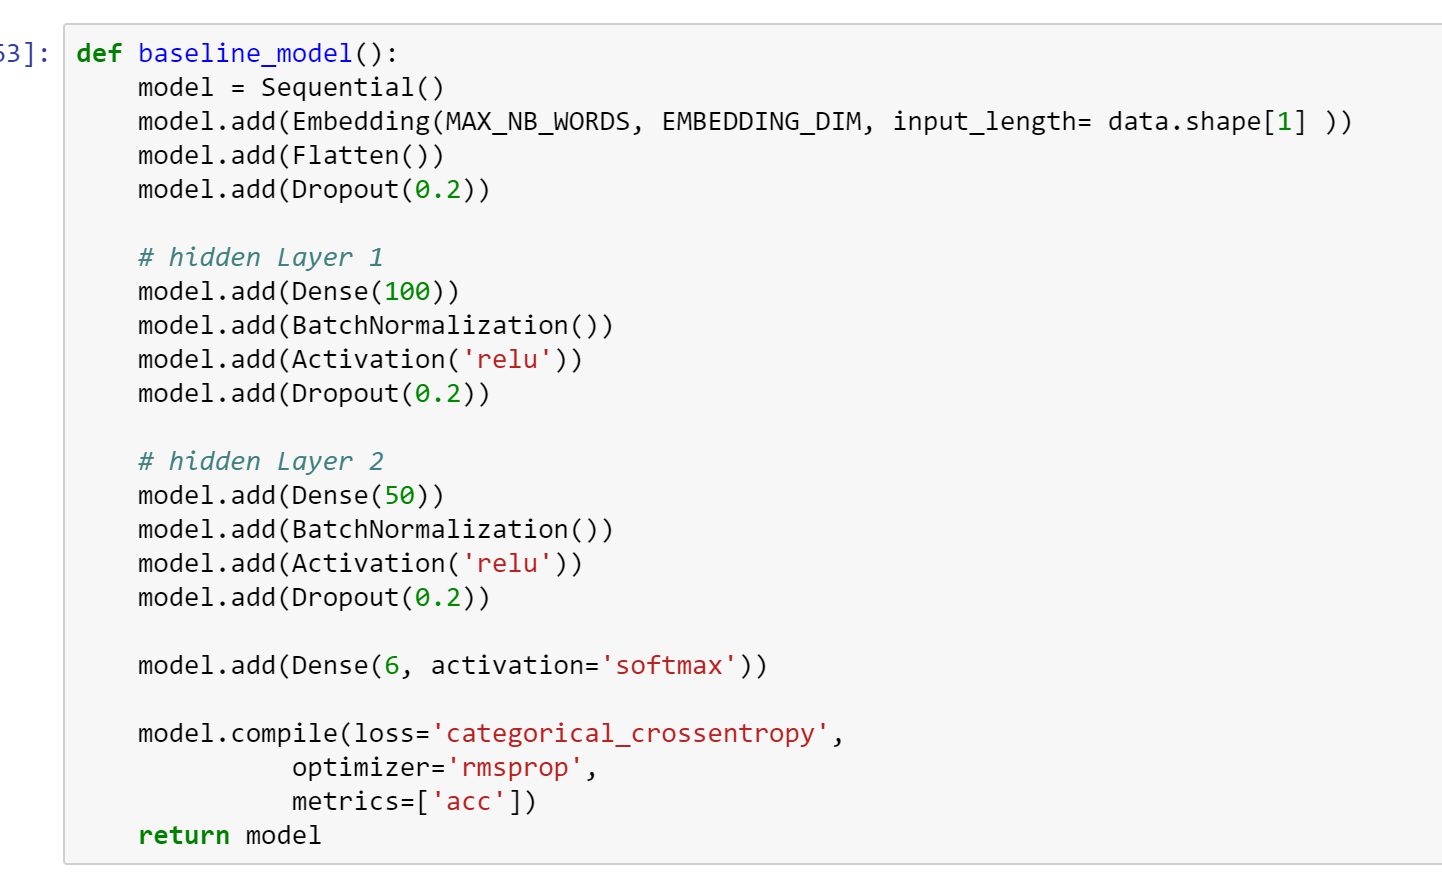 53]:
def baseline_model():
    model = Sequential()
    model.add(Embedding(MAX_NB_WORDS, EMBEDDING_DIM, input_length= data.shape[1] ))
    model.add(Flatten())
    model.add(Dropout(0.2))

    # hidden Layer 1
    model.add(Dense(100))
    model.add(BatchNormalization())
    model.add(Activation('relu'))
    model.add(Dropout(0.2))

    # hidden Layer 2
    model.add(Dense(50))
    model.add(BatchNormalization())
    model.add(Activation('relu'))
    model.add(Dropout(0.2))

    model.add(Dense(6, activation='softmax'))

    model.compile(loss='categorical_crossentropy',
              optimizer='rmsprop',
              metrics=['acc'])
    return model